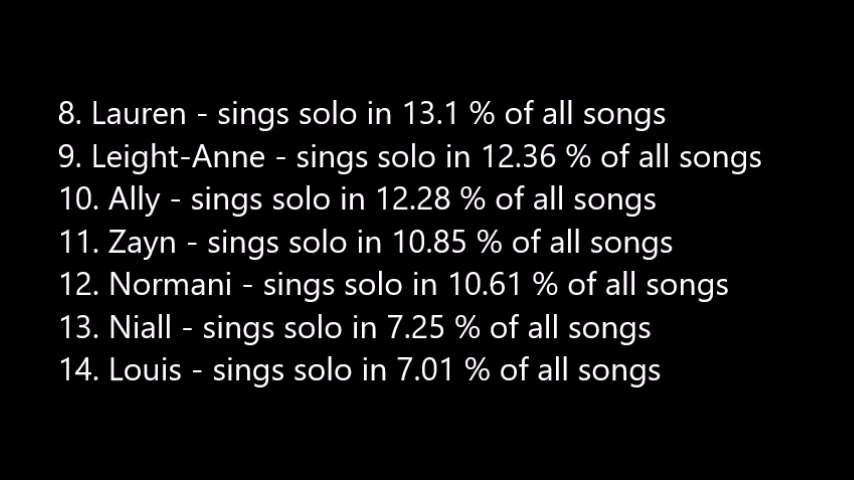 8. Lauren - sings solo in 13.1 % of all songs
9. Leight-Anne - sings solo in 12.36 % of all songs
10. Ally - sings solo in 12.28 % of all songs
11. Zayn - sings solo in 10.85 % of all songs
12. Normani - sings solo in 10.61 % of all songs
13. Niall - sings solo in 7.25 % of all songs
14. Louis - sings solo in 7.01 % of all songs